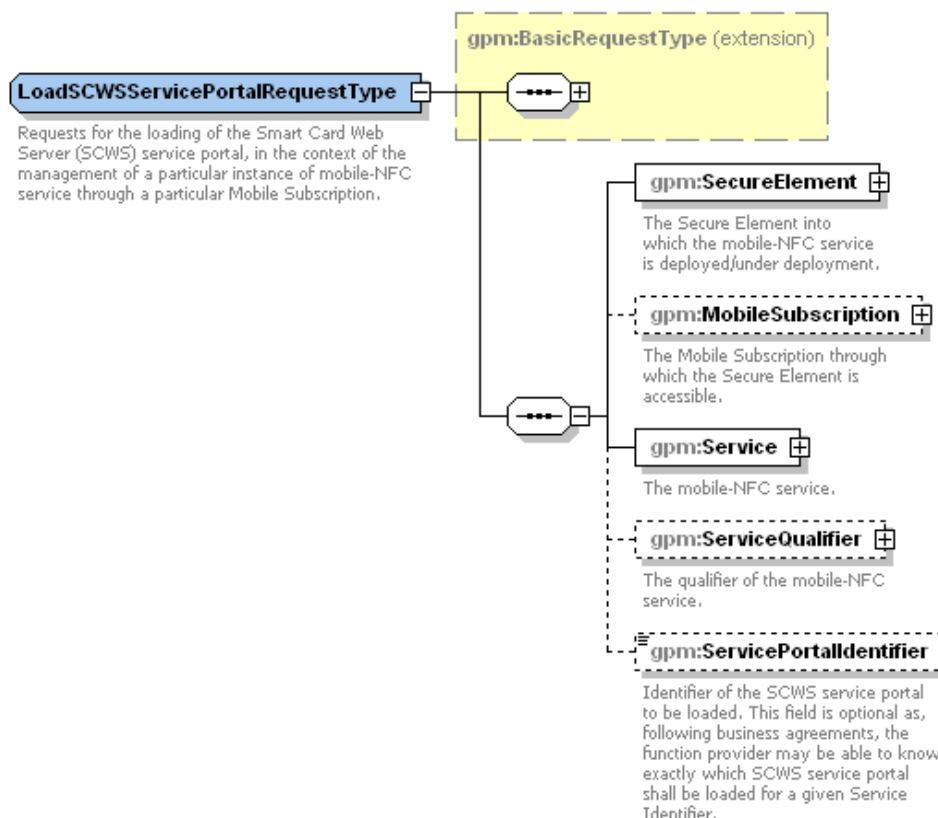 gpm:BasicRequestType (extension)
LoadSCWSServicePortalRequestType
Requests for the loading of the Smart Card Web
Server (SCWS) service portal, in the context of the
management of a particular instance of mobile-NFC
service through a particular Mobile Subscription.
gpm:SecureElement
The Secure Element into
which the mobile-NFC service
is deployed/under deployment.
gpm:MobileSubscription
The Mobile Subscription through
which the Secure Element is
accessible.
gpm:Service
The mobile-NFC service.
gpm:ServiceQualifier
The qualifier of the mobile-NFC
service.
gpm:ServicePortalIdentifier
Identifier of the SCWS service portal
to be loaded. This field is optional as,
following business agreements, the
function provider may be able to know
exactly which SCWS service portal
shall be loaded for a given Service
Identifier.